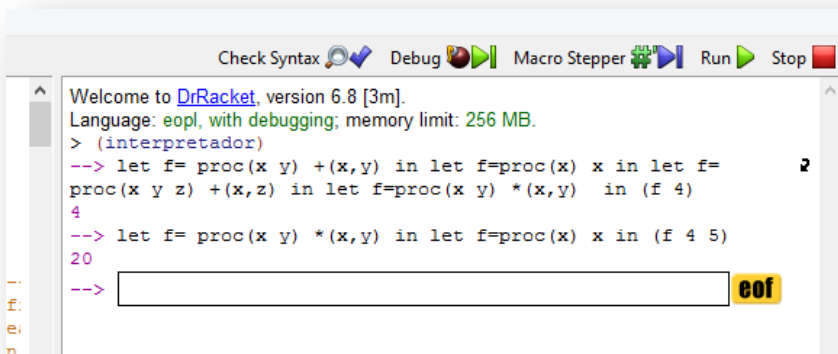 Check Syntax Debug Macro Stepper Run Stop
Welcome to DrRacket, version 6.8 [3m].
Language: eopl, with debugging; memory limit: 256 MB.
> (interpretador)
--> let f= proc(x y) +(x,y) in let f=proc(x) x in let f=
proc(x y z) +(x,z) in let f=proc(x y) *(x,y)  in (f 4)
4
--> let f= proc(x y) *(x,y) in let f=proc(x) x in (f 4 5)
20
--> eof